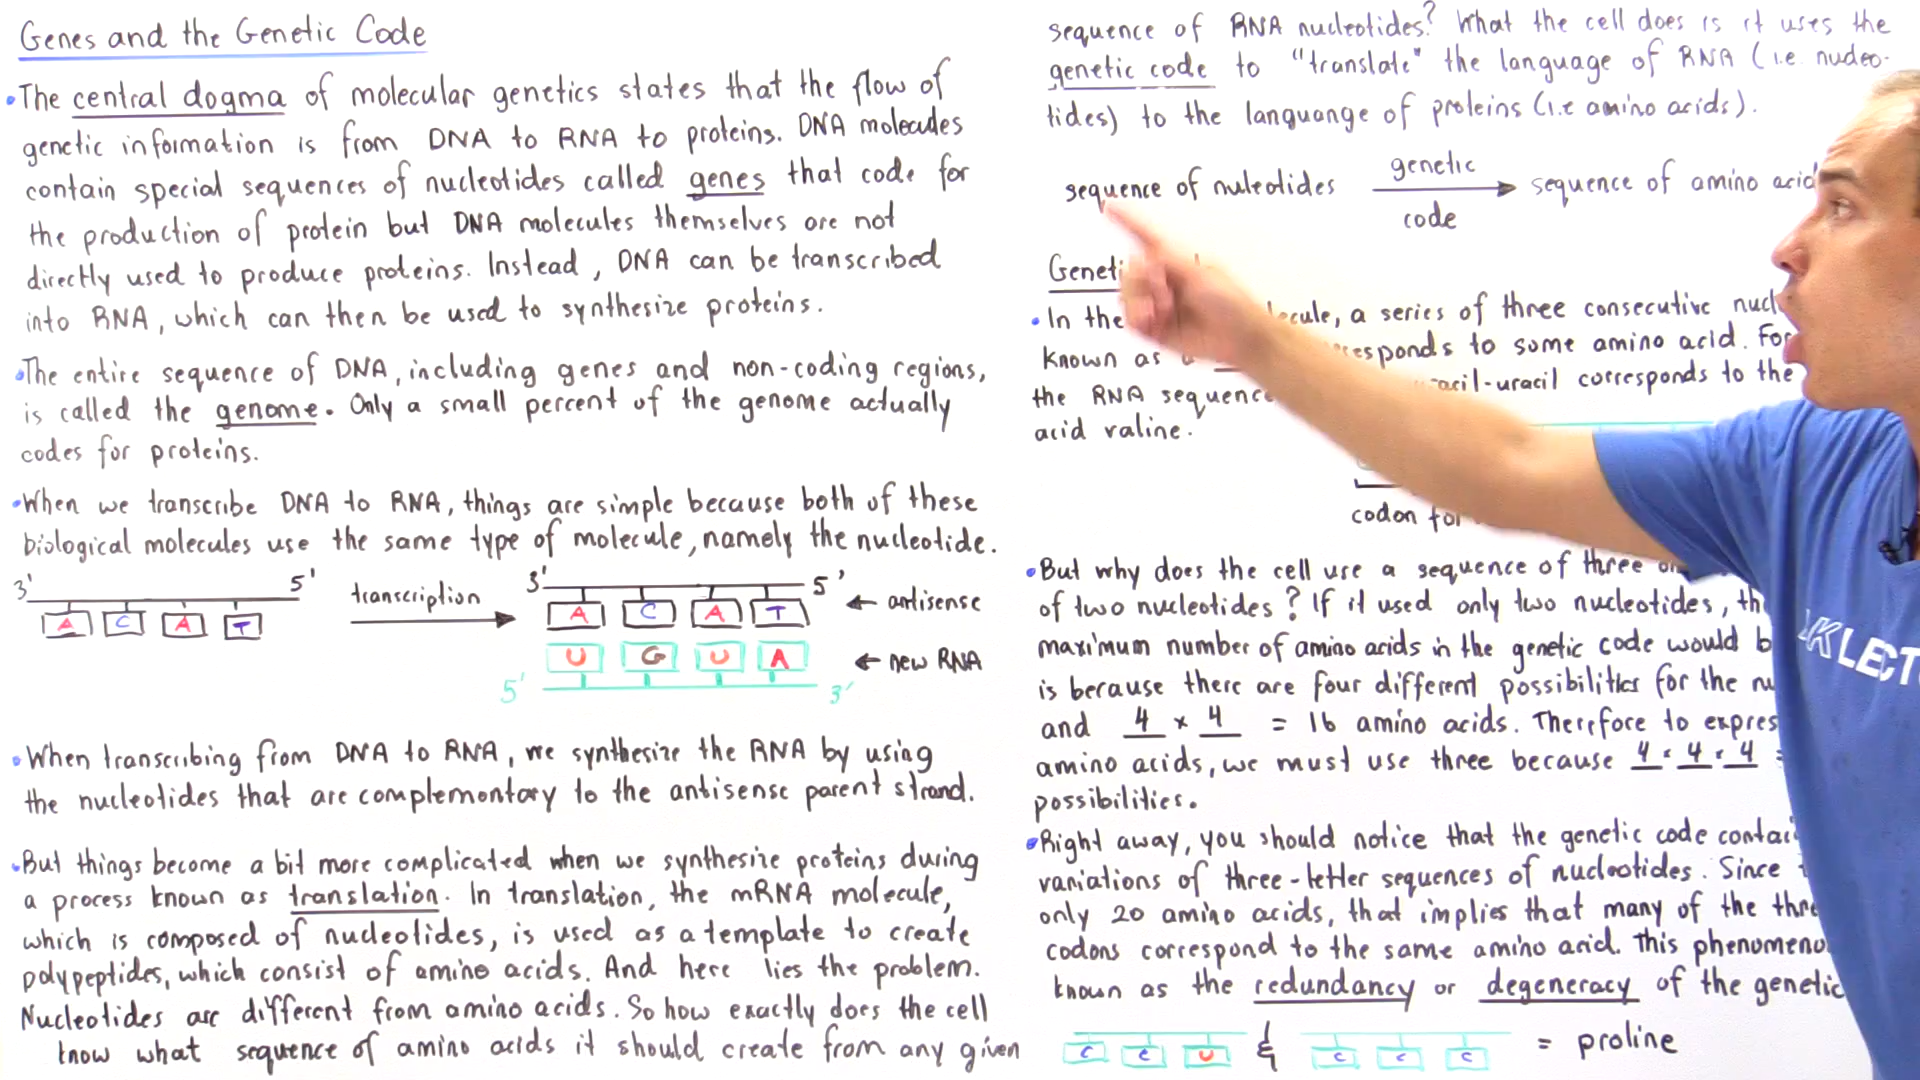 Genes and the Genetic Code
•The central dogma of molecular genetics states that the flow of
genetic information is from DNA to RNA to proteins. DNA molecules
contain special sequences of nucleotides called genes that code for
the production of protein but DNA molecules themselves are not
directly used to produce proteins. Instead, DNA can be transcribed
into RNA, which can then be used to synthesize proteins.
•The entire sequence of DNA, including genes and non-coding regions,
is called the genome. Only a small percent of the genome actually
codes for proteins.
•When we transcribe DNA to RNA, things are simple because both of these
biological molecules use the same type of molecule, namely the nucleotide.
3' 5' transcription 3' 5'
A C A T
A C A T ← antisense
U G U A ← new RNA
5' 3'
•When transcribing from DNA to RNA, we synthesize the RNA by using
the nucleotides that are complemontary to the antisense parent strand.
•But things become a bit more complicated when we synthesize proteins during
a process known as translation. In translation, the mRNA molecule,
which is composed of nucleotides, is used as a template to create
polypeptides, which consist of amino acids. And here lies the problem.
Nucleotides are different from amino acids. So how exactly does the cell
know what sequence of amino acids it should create from any given
sequence of RNA nucleotides? What the cell does is it uses the
genetic code to "translate" the language of RNA (i.e. nucleo-
tides) to the languange of proteins (i.e amino acids).
sequence of nuleotides genetic code → sequence of amino acid
•In the a series of three consecutive
known as to some amino acid. For
the RNA sequence -uracil corresponds to the
acid valine.
codon for
•But why does the cell use a sequence of three
of two nucleotides? If it used only two nucleotides,
maximum number of amino acids in the genetic code would
is because there are four different possibilities for the
and 4 × 4 = 16 amino acids. Therefore to
amino acids, we must use three because 4 · 4 · 4 =
possibilities.
•Right away, you should notice that the genetic code
variations of three-letter sequences of nucleotides. Since
only 20 amino acids, that implies that many of the
codons correspond to the same amino acid. This
known as the redundancy or degeneracy of the genetic
C C U & C C C = proline